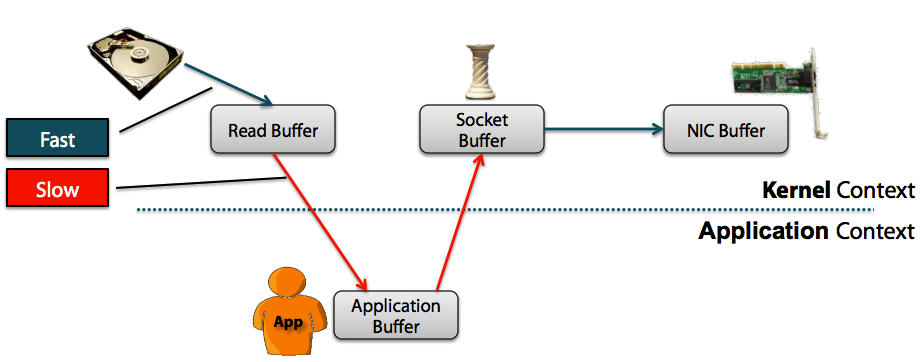 Fast
Slow
Read Buffer
Socket
Buffer
NIC Buffer
Kernel Context
Application Context
App
Application
Buffer